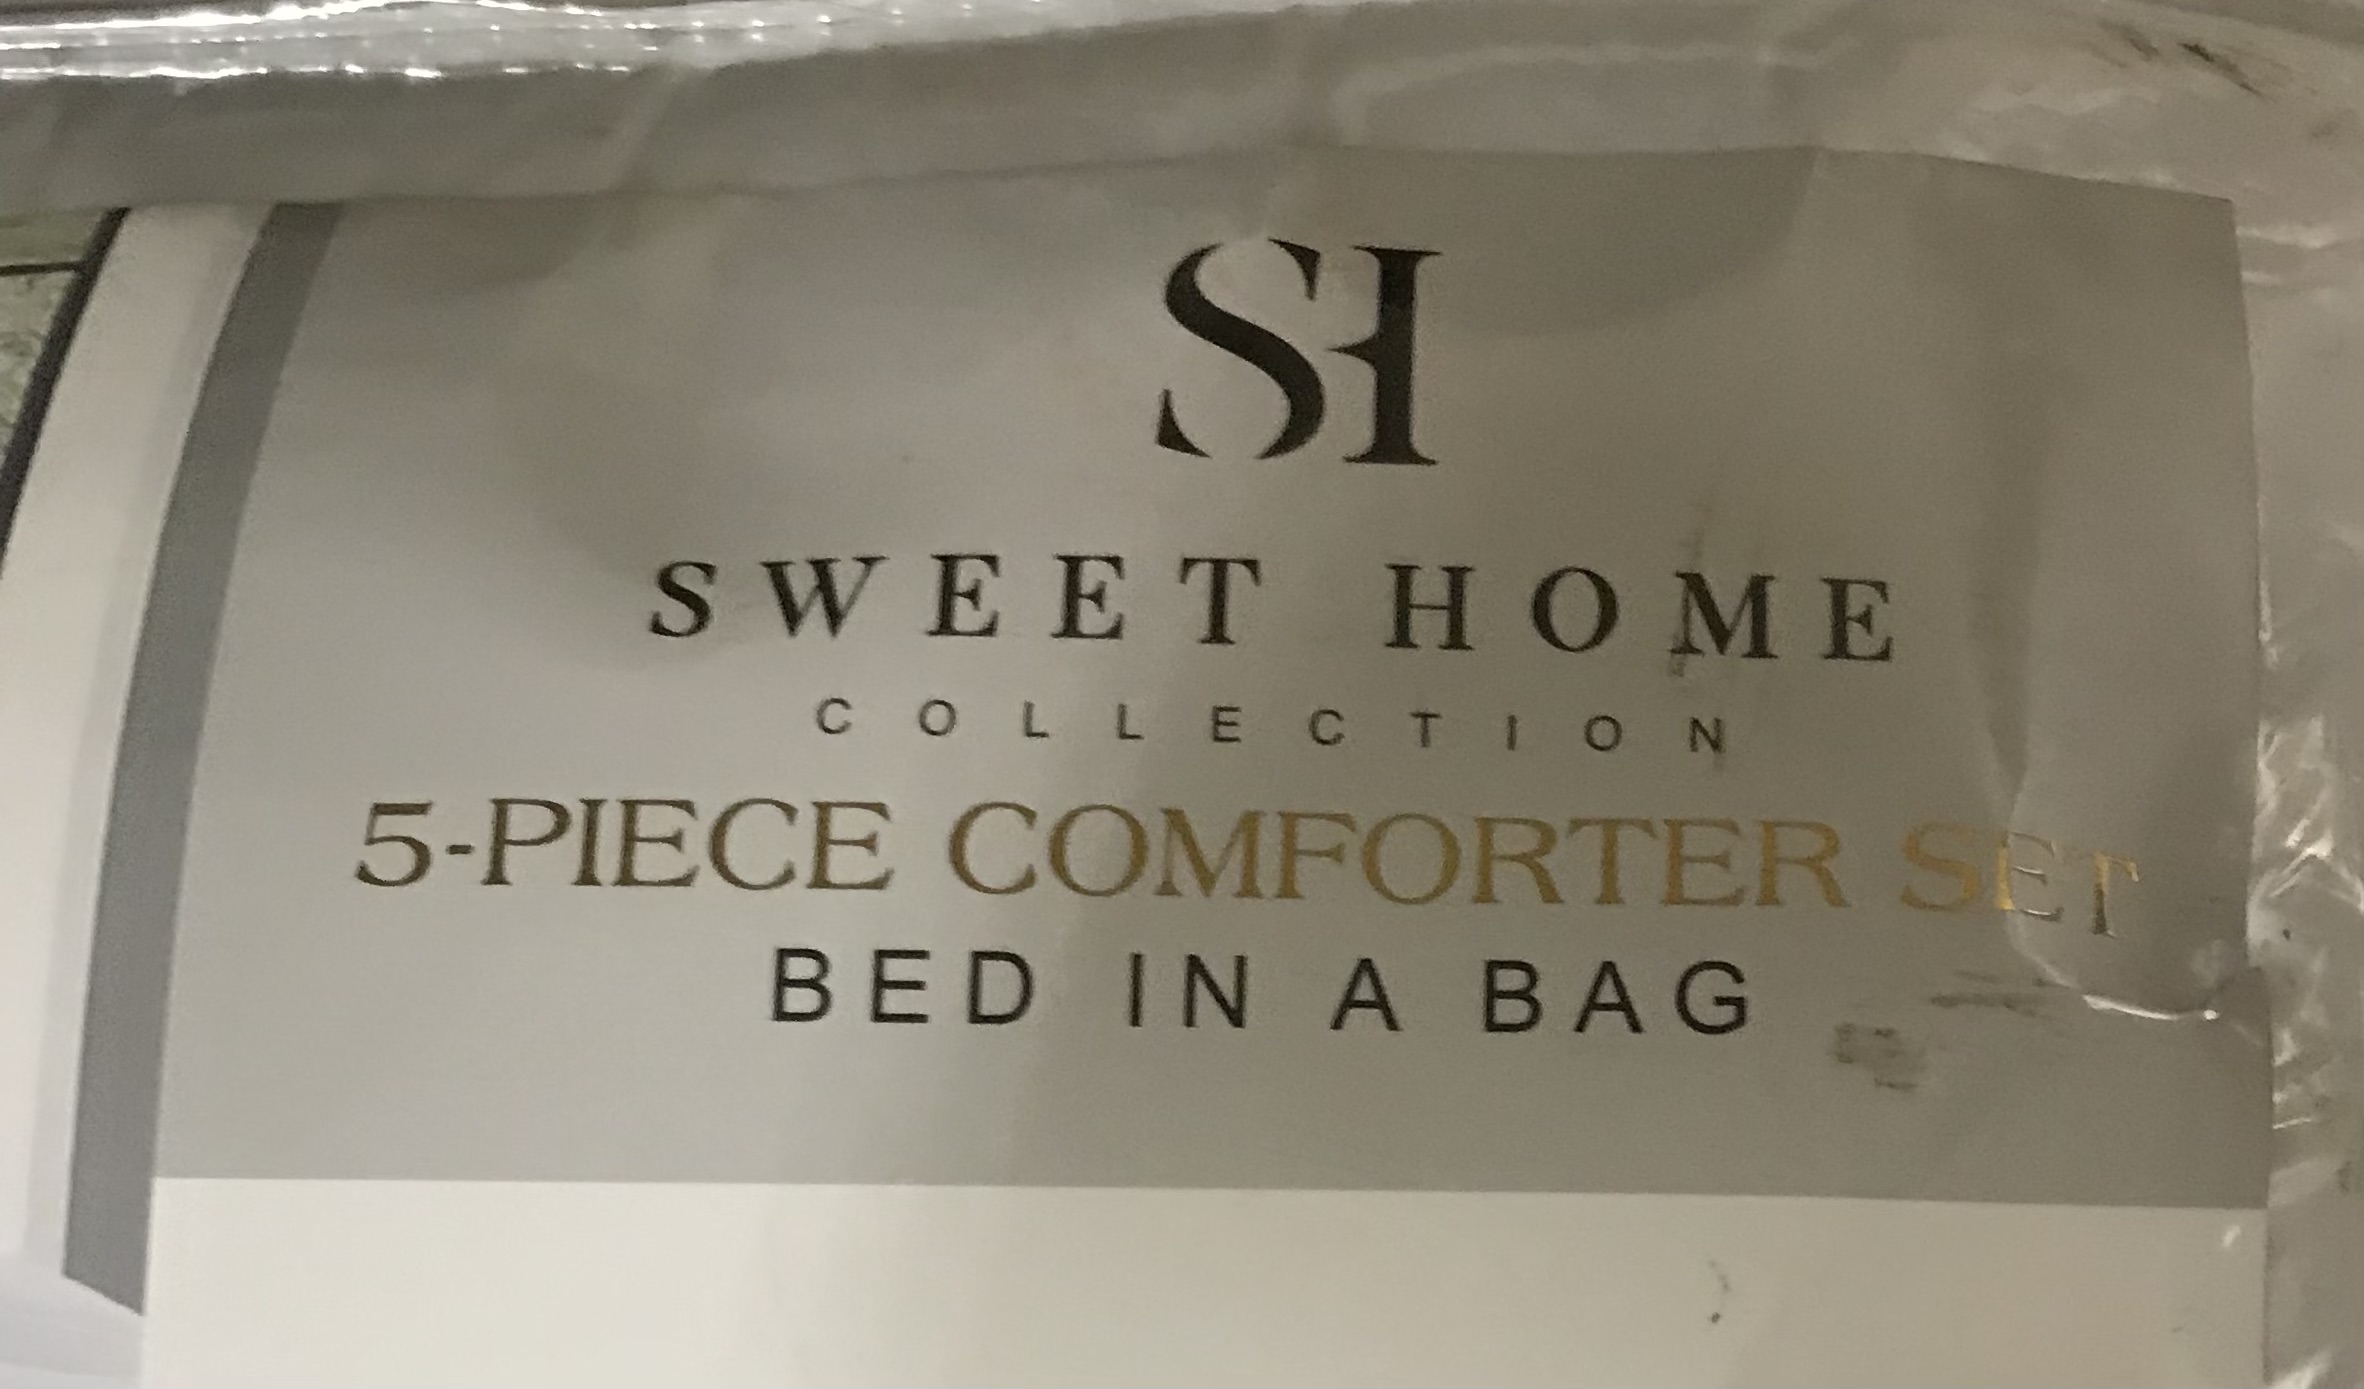 SH
SWEET HOME
COLLECTION
5-PIECE COMFORTER SET
BED IN A BAG